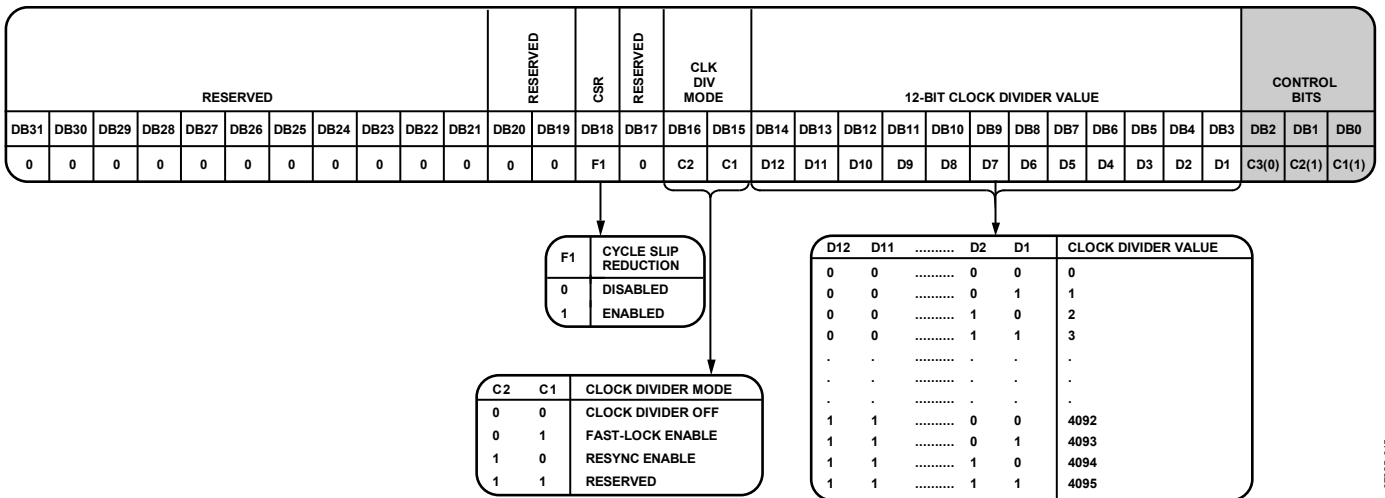 RESERVED
RESERVED
CSR
RESERVED
CLK DIV MODE
12-BIT CLOCK DIVIDER VALUE
CONTROL BITS
DB31 DB30 DB29 DB28 DB27 DB26 DB25 DB24 DB23 DB22 DB21 DB20 DB19 DB18 DB17 DB16 DB15 DB14 DB13 DB12 DB11 DB10 DB9 DB8 DB7 DB6 DB5 DB4 DB3 DB2 DB1 DB0
0 0 0 0 0 0 0 0 0 0 0 0 0 F1 0 C2 C1 D12 D11 D10 D9 D8 D7 D6 D5 D4 D3 D2 D1 C3(0) C2(1) C1(1)
F1 CYCLE SLIP REDUCTION
0 DISABLED
1 ENABLED
C2 C1 CLOCK DIVIDER MODE
0 0 CLOCK DIVIDER OFF
0 1 FAST-LOCK ENABLE
1 0 RESYNC ENABLE
1 1 RESERVED
D12 D11 .......... D2 D1 CLOCK DIVIDER VALUE
0 0 .......... 0 0 0
0 0 .......... 0 1 1
0 0 .......... 1 0 2
0 0 .......... 1 1 3
. . .......... . . .
. . .......... . . .
. . .......... . . .
1 1 .......... 0 0 4092
1 1 .......... 0 1 4093
1 1 .......... 1 0 4094
1 1 .......... 1 1 4095